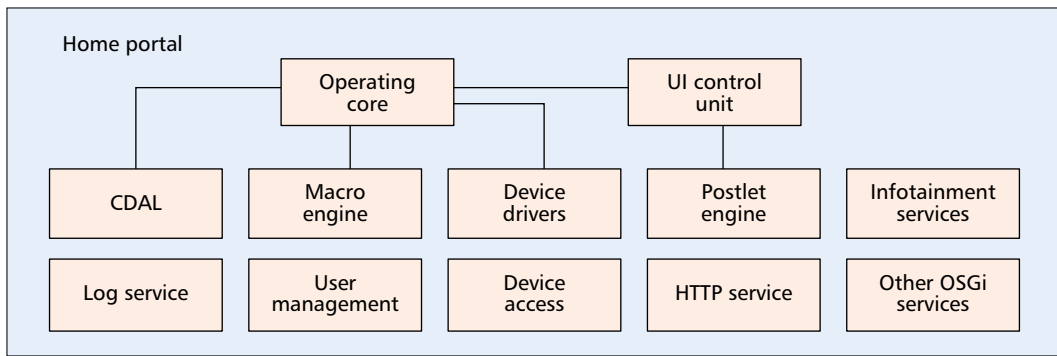 Home portal
Operating
core
UI control
unit
CDAL
Macro
engine
Device
drivers
Postlet
engine
Infotainment
services
Log service
User
management
Device
access
HTTP service
Other OSGi
services